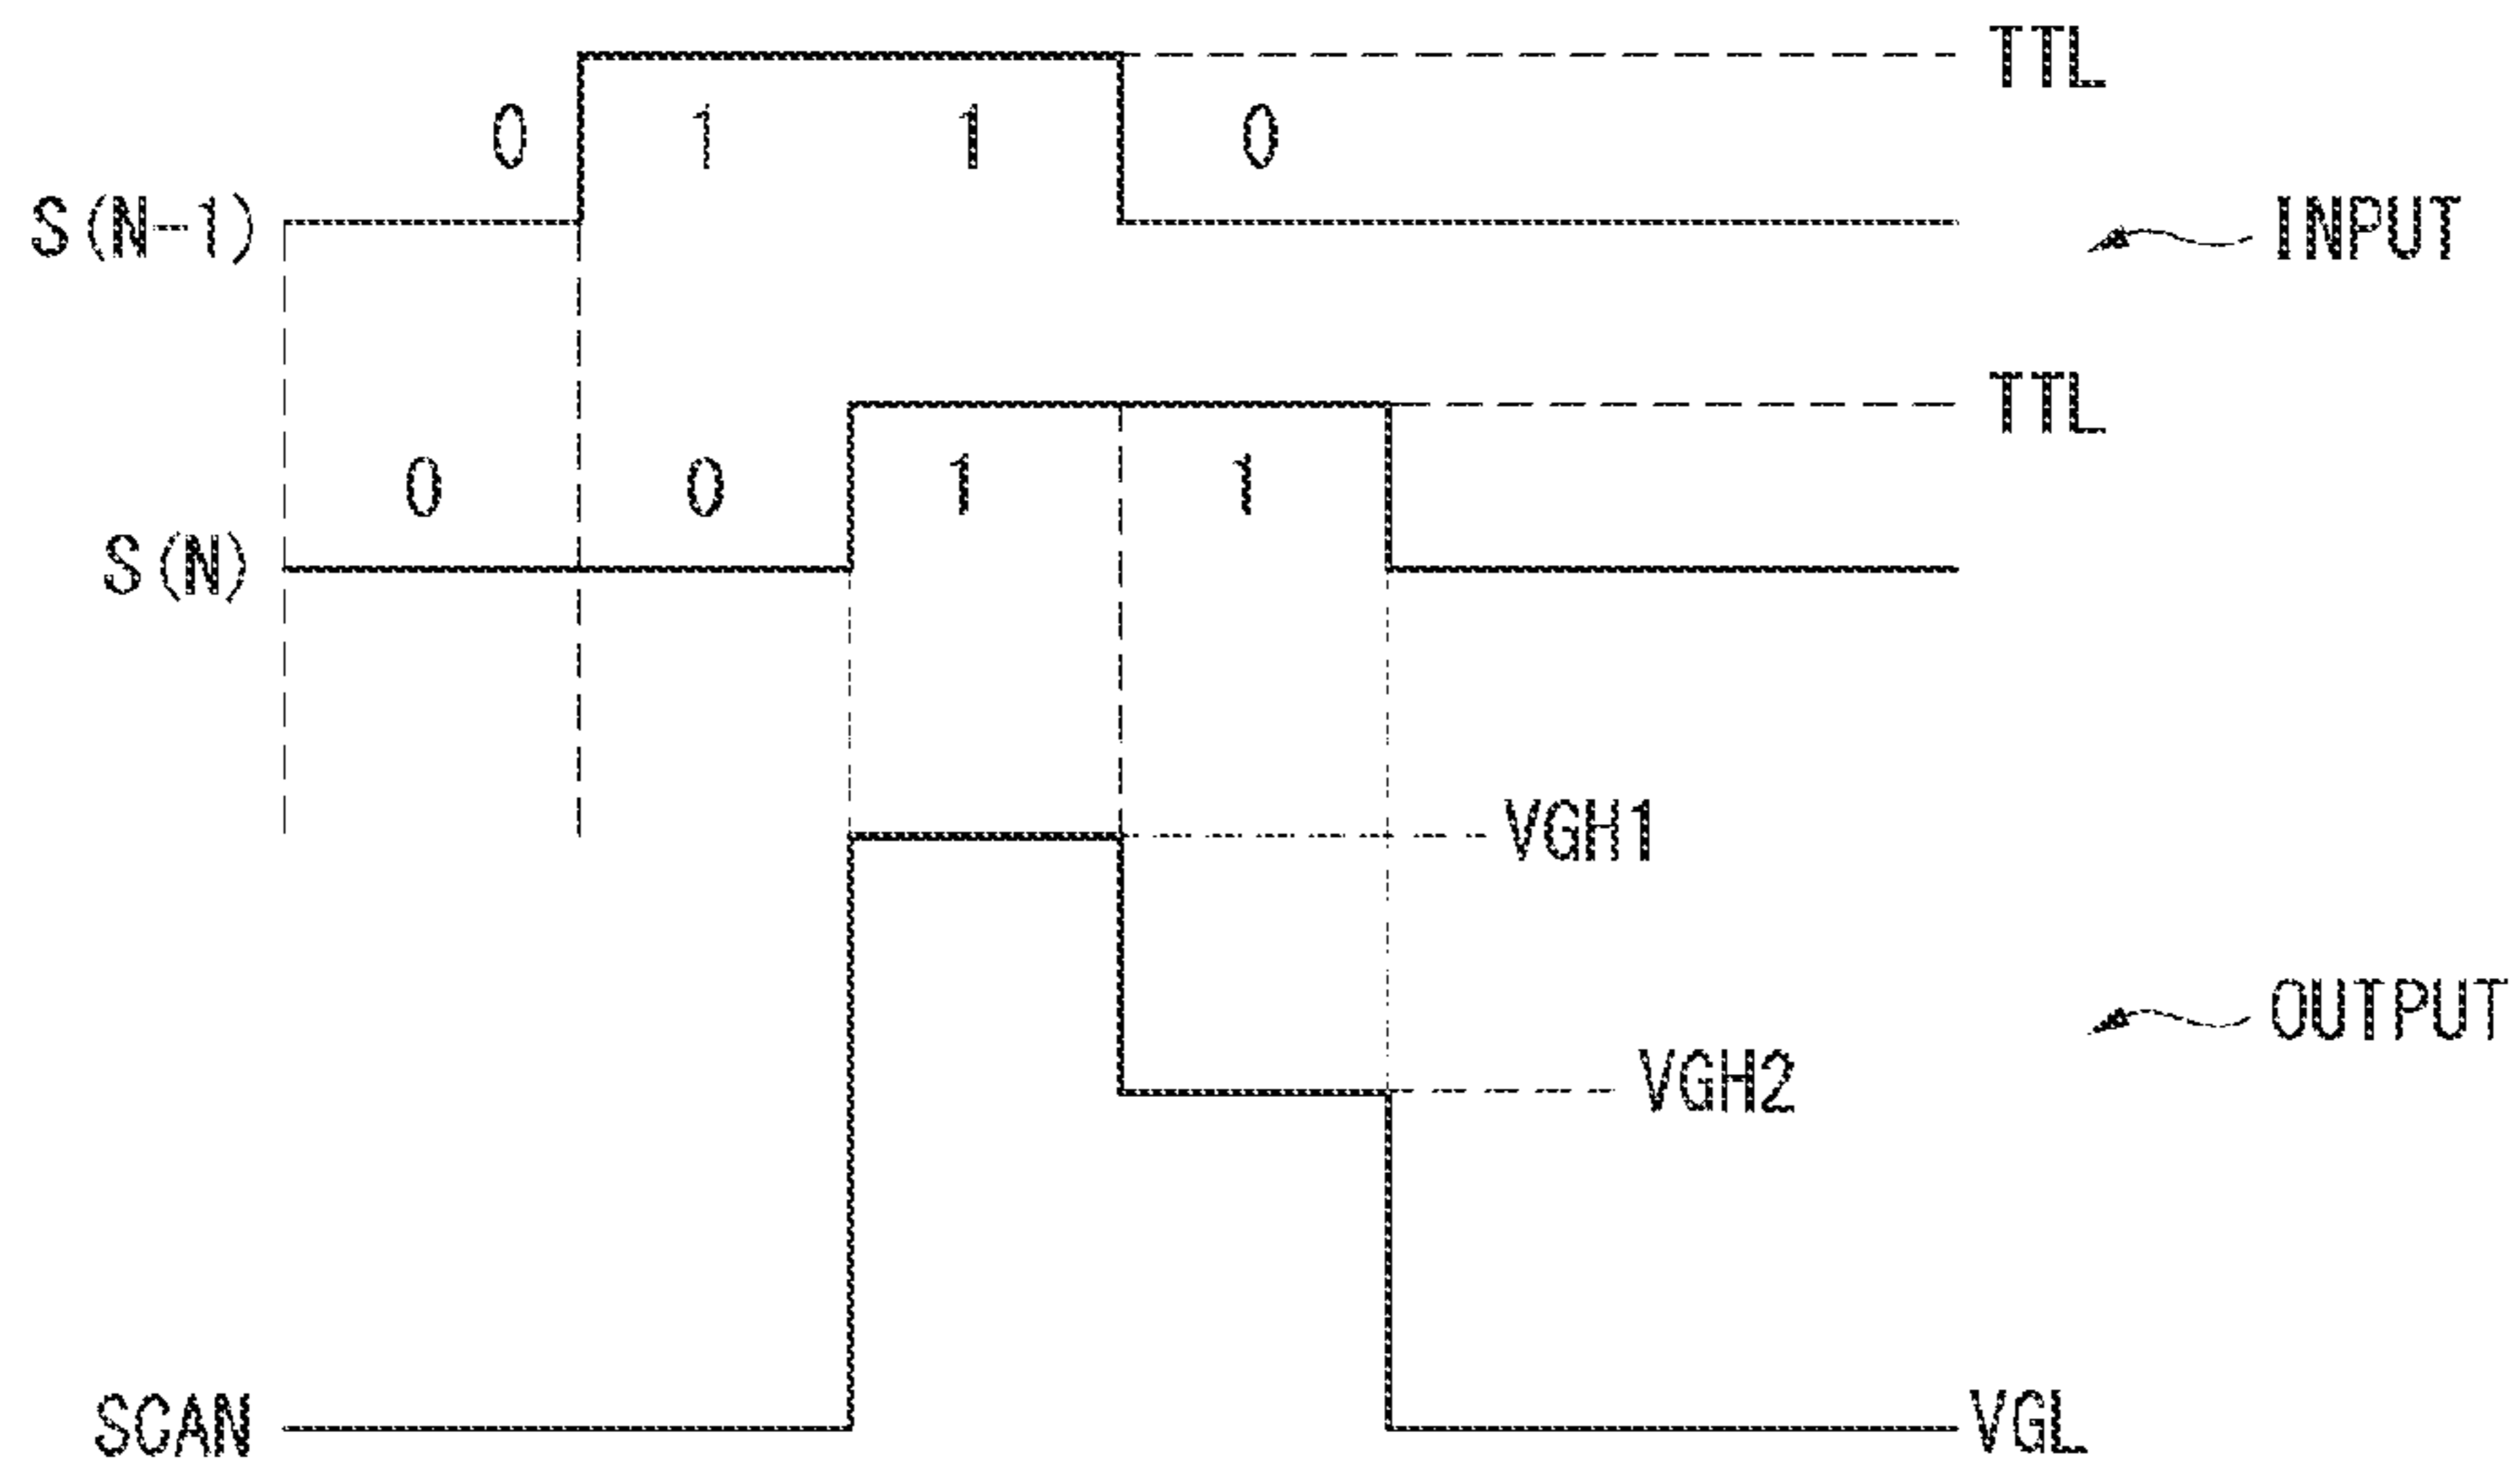 TTL
0 1 1 0
S(N-1)
INPUT
TTL
0 0 1 1
S(N)
VGH1
OUTPUT
VGH2
SCAN
VGL